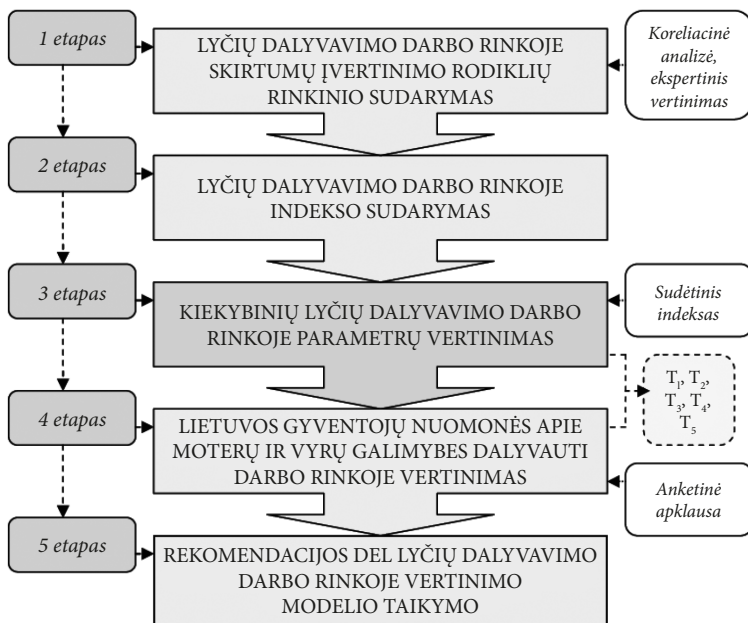 1 etapas
LYČIŲ DALYVAVIMO DARBO RINKOJE
SKIRTUMŲ ĮVERTINIMO RODIKLIŲ
RINKINIO SUDARYMAS
Koreliacinė
analizė,
ekspertinis
vertinimas
2 etapas
LYČIŲ DALYVAVIMO DARBO RINKOJE
INDEKSO SUDARYMAS
3 etapas
KIEKYBINIŲ LYČIŲ DALYVAVIMO DARBO
RINKOJE PARAMETRŲ VERTINIMAS
Sudėtinis
indeksas
T₁, T₂,
T₃, T₄,
T₅
4 etapas
LIETUVOS GYVENTOJŲ NUOMONĖS APIE
MOTERŲ IR VYRŲ GALIMYBES DALYVAUTI
DARBO RINKOJE VERTINIMAS
Anketinė
apklausa
5 etapas
REKOMENDACIJOS DEL LYČIŲ DALYVAVIMO
DARBO RINKOJE VERTINIMO
MODELIO TAIKYMO